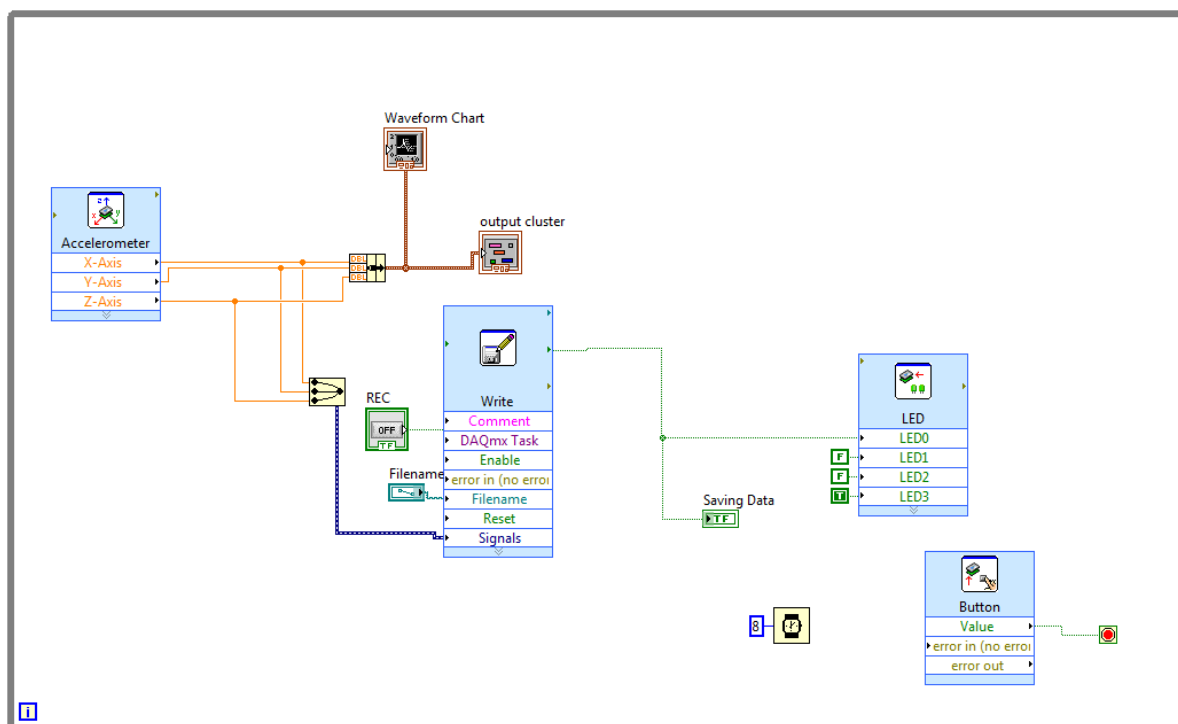 Waveform Chart
output cluster
Accelerometer
X-Axis
Y-Axis
Z-Axis
DBL
DBL
DBL
Write
Comment
DAQmx Task
Enable
error in (no erroı
Filename
Reset
Signals
REC
OFF
TF
Filename
LED
LED0
LED1
LED2
LED3
F
F
T
Saving Data
TF
8
Button
Value
error in (no erroı
error out
i